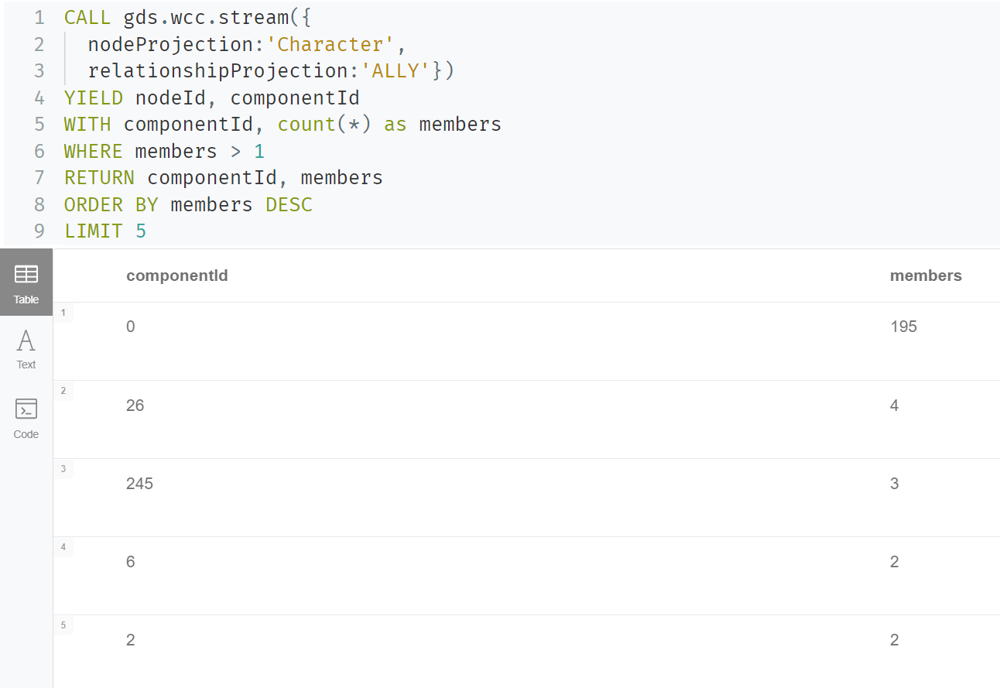 1 CALL gds.wcc.stream({
2 nodeProjection:'Character',
3 relationshipProjection:'ALLY'})
4 YIELD nodeId, componentId
5 WITH componentId, count(*) as members
6 WHERE members > 1
7 RETURN componentId, members
8 ORDER BY members DESC
9 LIMIT 5
Table
Text
Code
componentId members
1 0 195
2 26 4
3 245 3
4 6 2
5 2 2